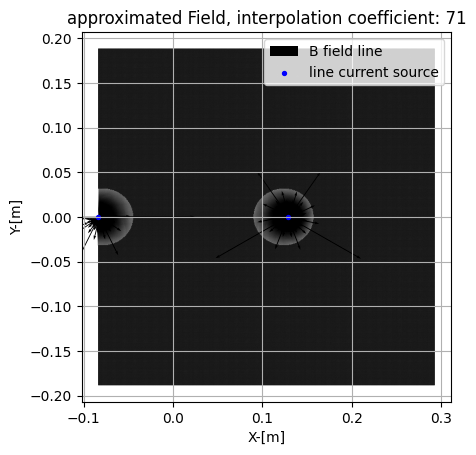 approximated Field, interpolation coefficient: 71
B field line
line current source
0.20
0.15
0.10
0.05
0.00
−0.05
−0.10
−0.15
−0.20
Y-[m]
−0.1
0.0
0.1
0.2
0.3
X-[m]